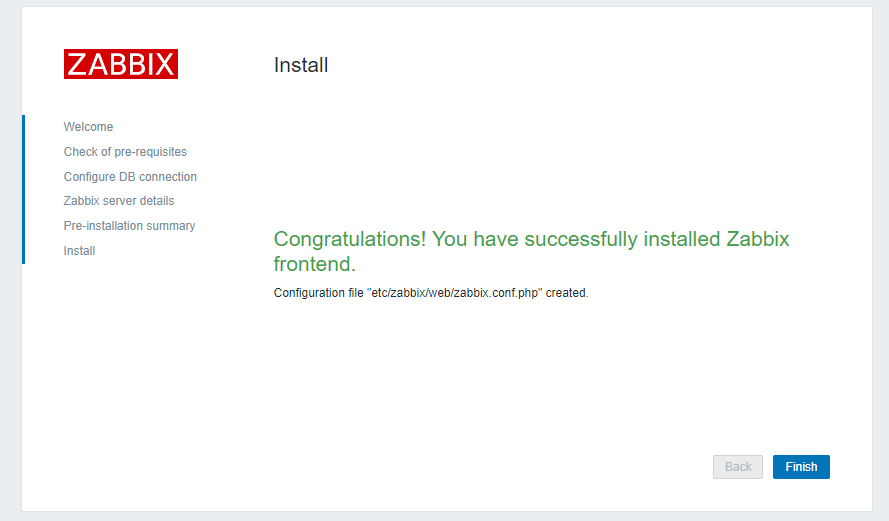 ZABBIX
Install
Welcome
Check of pre-requisites
Configure DB connection
Zabbix server details
Pre-installation summary
Install
Congratulations! You have successfully installed Zabbix
frontend.
Configuration file "etc/zabbix/web/zabbix.conf.php" created.
Back
Finish